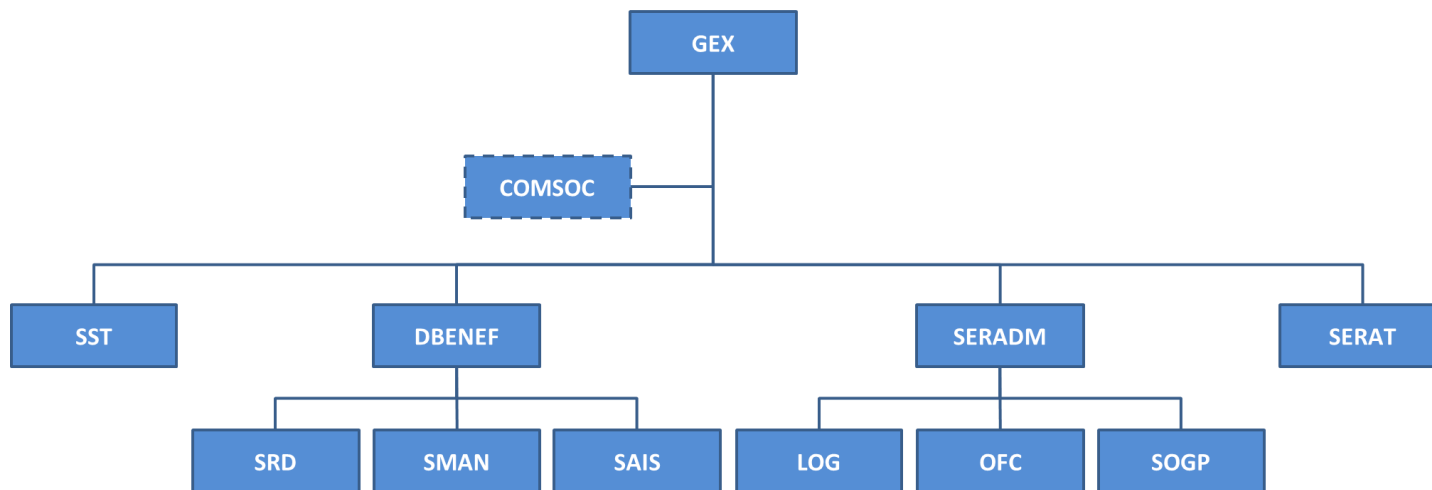 GEX
COMSOC
SST
DBENEF
SERADM
SERAT
SRD
SMAN
SAIS
LOG
OFC
SOGP